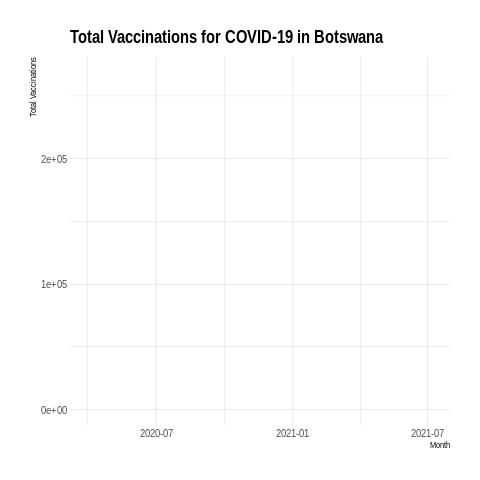 Total Vaccinations for COVID-19 in Botswana
Total Vaccinations
2e+05
1e+05
0e+00
2020-07 2021-01 2021-07
Month